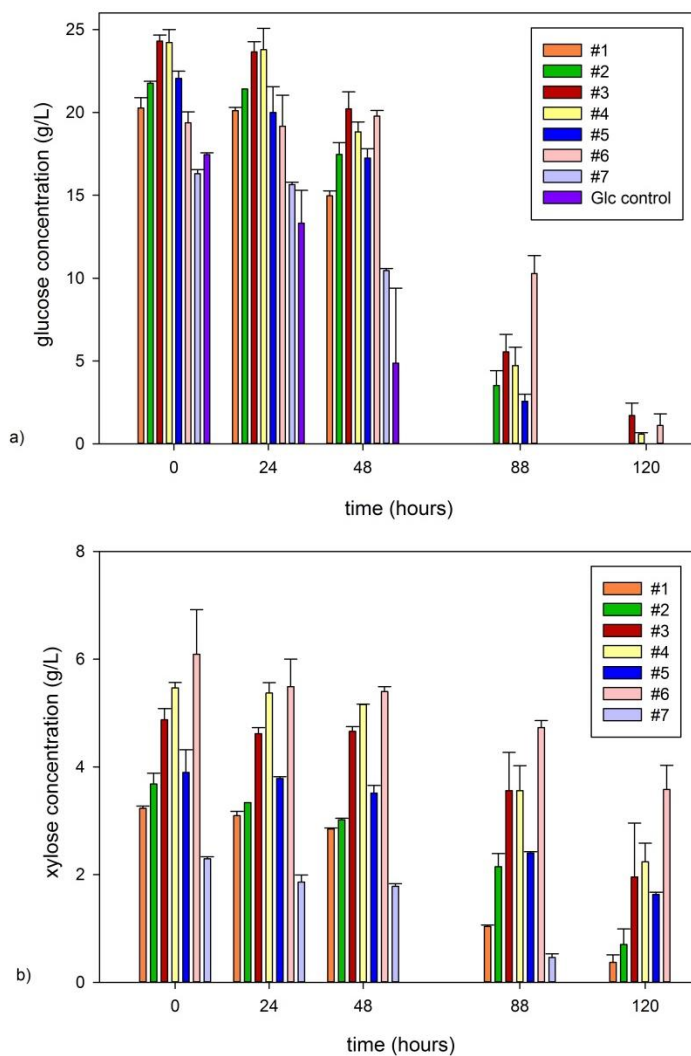 25
20
15
10
5
0
glucose concentration (g/L)
#1
#2
#3
#4
#5
#6
#7
Glc control
0 24 48 88 120
a)
time (hours)
8
6
4
2
0
xylose concentration (g/L)
#1
#2
#3
#4
#5
#6
#7
0 24 48 88 120
b)
time (hours)